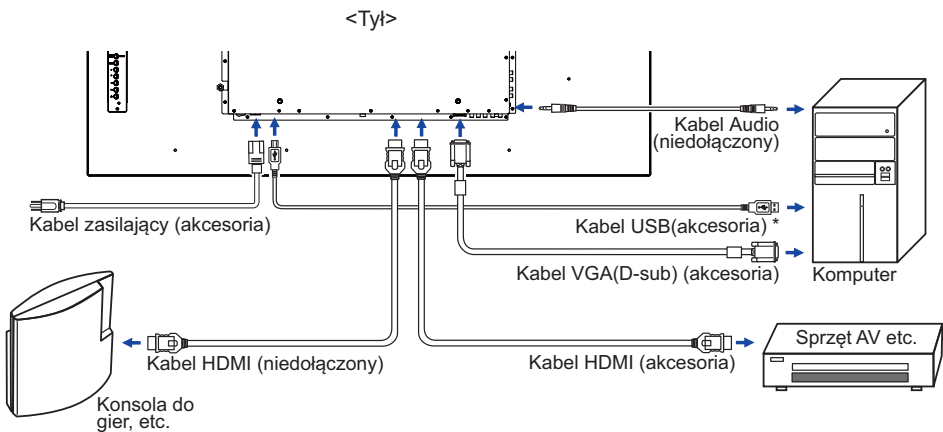 <Tył>
Kabel Audio
(niedołączony)
Kabel zasilający (akcesoria)
Kabel USB(akcesoria) *
Kabel VGA(D-sub) (akcesoria)
Komputer
Sprzęt AV etc.
Kabel HDMI (niedołączony)
Kabel HDMI (akcesoria)
Konsola do
gier, etc.